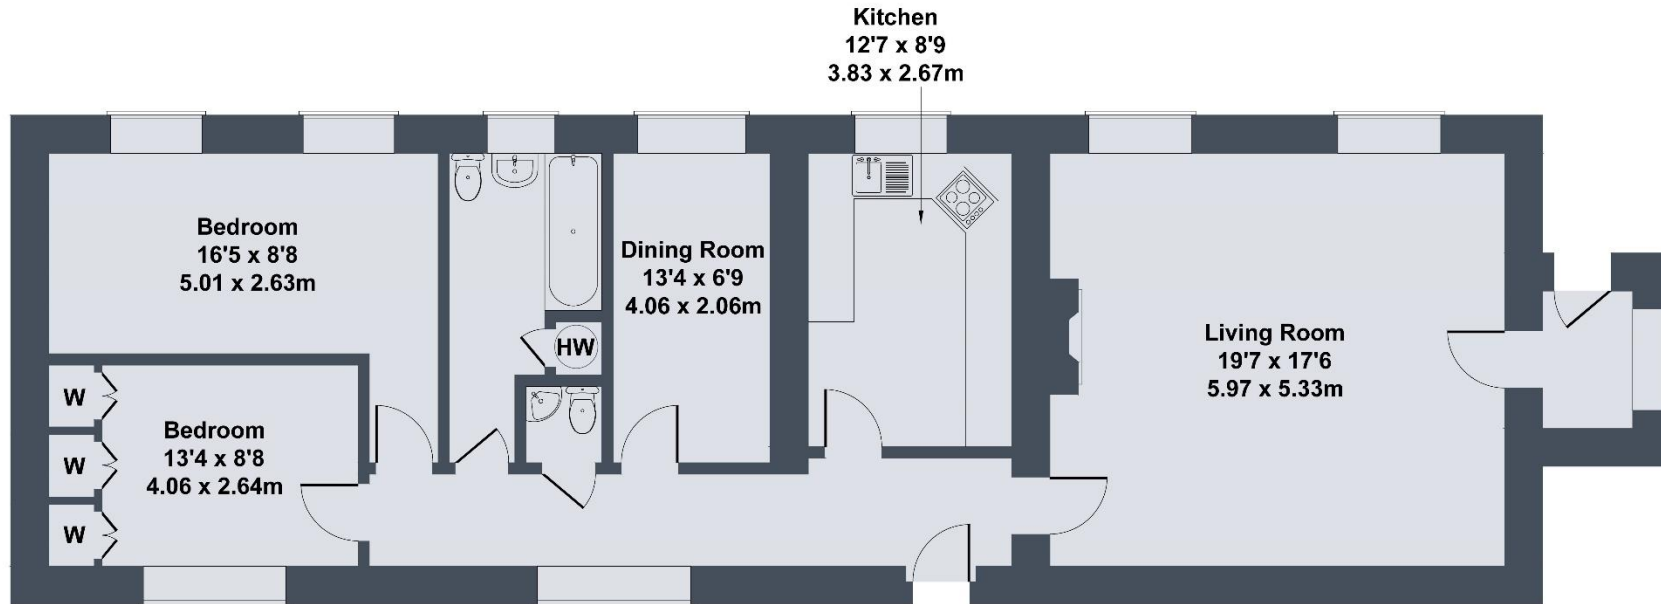 Kitchen
12'7 x 8'9
3.83 x 2.67m
Bedroom
16'5 x 8'8
5.01 x 2.63m
Dining Room
13'4 x 6'9
4.06 x 2.06m
HW
Living Room
19'7 x 17'6
5.97 x 5.33m
W
W
W
Bedroom
13'4 x 8'8
4.06 x 2.64m